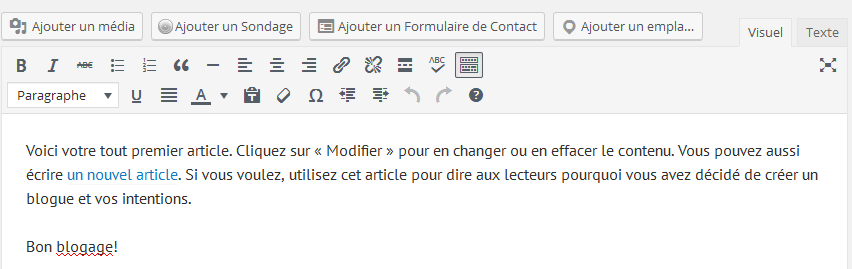 Ajouter un média Ajouter un Sondage Ajouter un Formulaire de Contact Ajouter un empla... Visuel Texte
B I ABC “ ABC
Paragraphe U A T Ω ?
Voici votre tout premier article. Cliquez sur « Modifier » pour en changer ou en effacer le contenu. Vous pouvez aussi
écrire un nouvel article. Si vous voulez, utilisez cet article pour dire aux lecteurs pourquoi vous avez décidé de créer un
blogue et vos intentions.
Bon blogage!